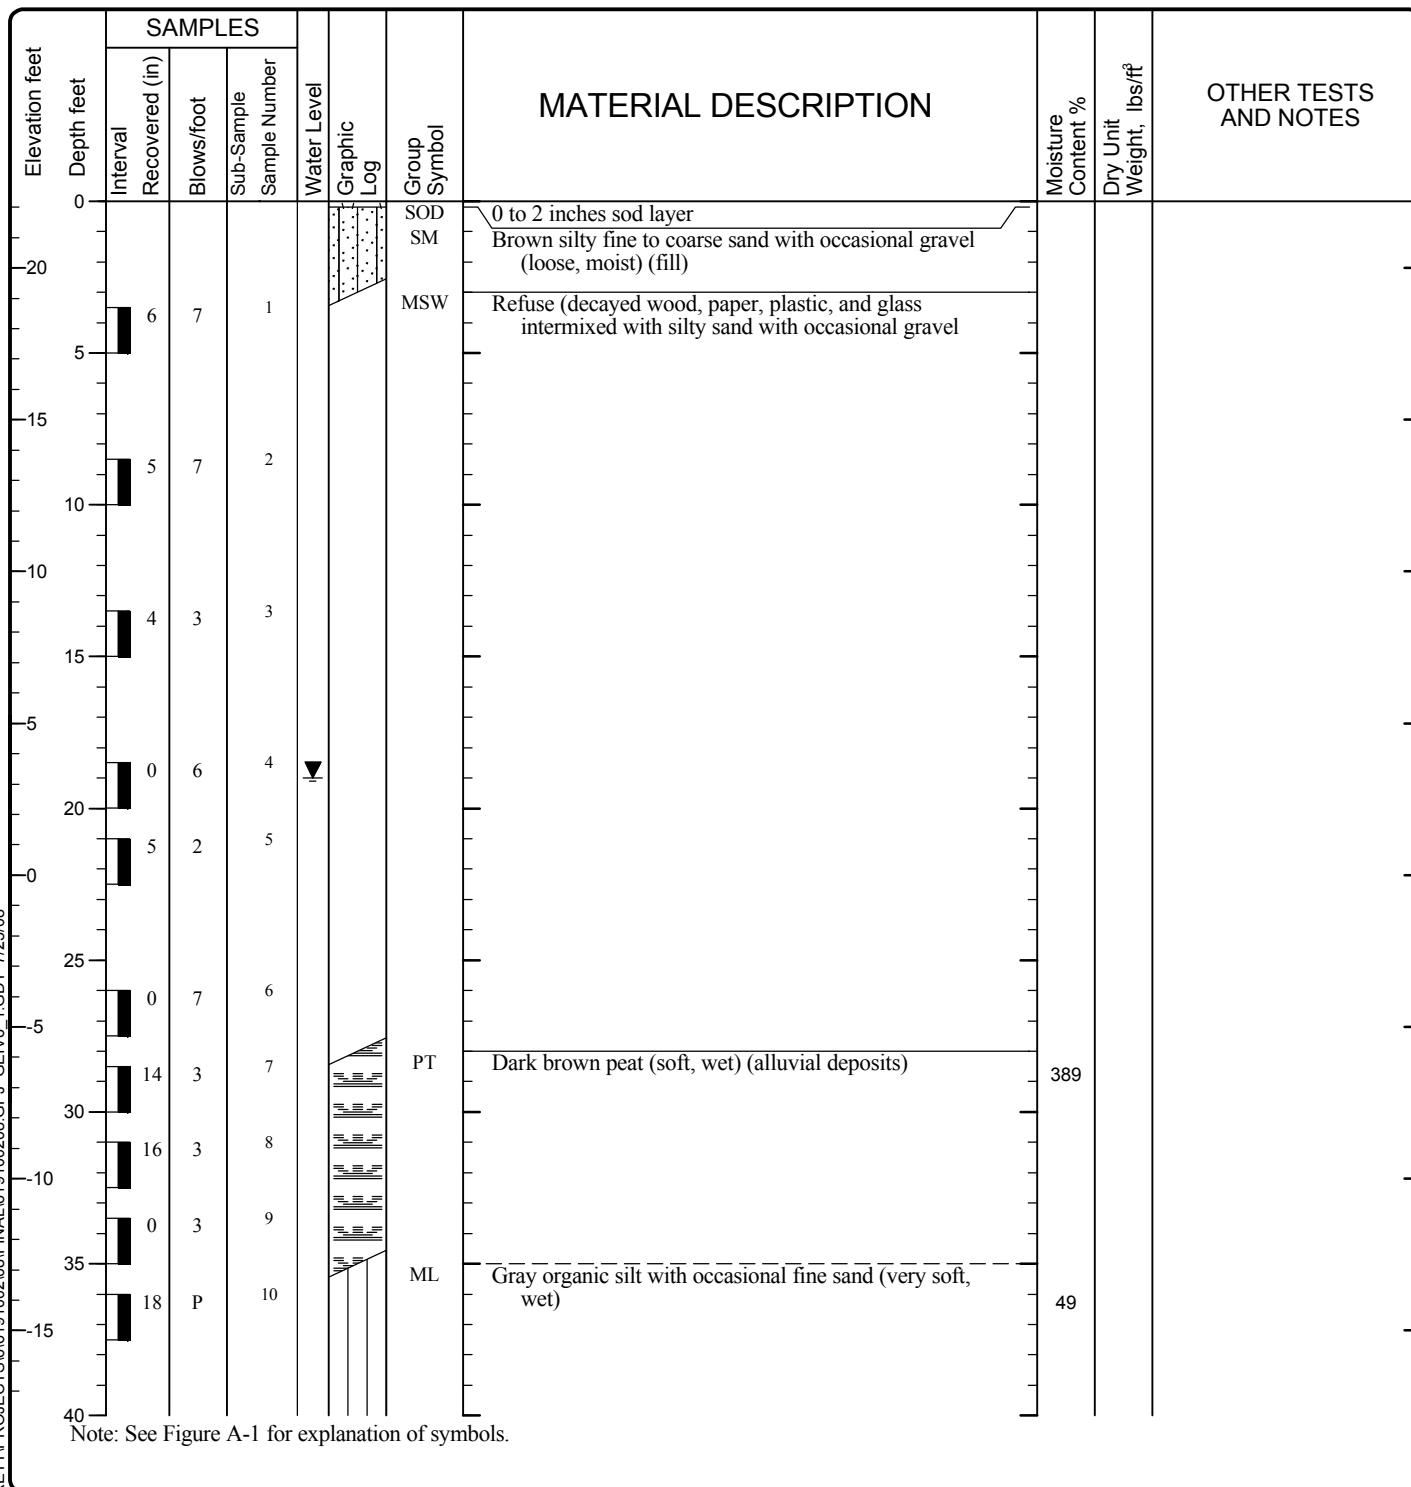 SAMPLES
Elevation feet
Depth feet
Interval
Recovered (in)
Blows/foot
Sub-Sample
Sample Number
Water Level
Graphic
Log
Group
Symbol
MATERIAL DESCRIPTION
Moisture
Content %
Dry Unit
Weight, lbs/ft³
OTHER TESTS
AND NOTES
0
SOD 0 to 2 inches sod layer
SM Brown silty fine to coarse sand with occasional gravel
(loose, moist) (fill)
20
MSW Refuse (decayed wood, paper, plastic, and glass
intermixed with silty sand with occasional gravel
6 7 1
5
15
5 7 2
10
10
4 3 3
15
5
0 6 4
20
5 2 5
0
25
0 7 6
-5
PT Dark brown peat (soft, wet) (alluvial deposits)
14 3 7 389
30
16 3 8
-10
0 3 9
35
ML Gray organic silt with occasional fine sand (very soft,
wet)
18 P 10 49
-15
40
Note: See Figure A-1 for explanation of symbols.